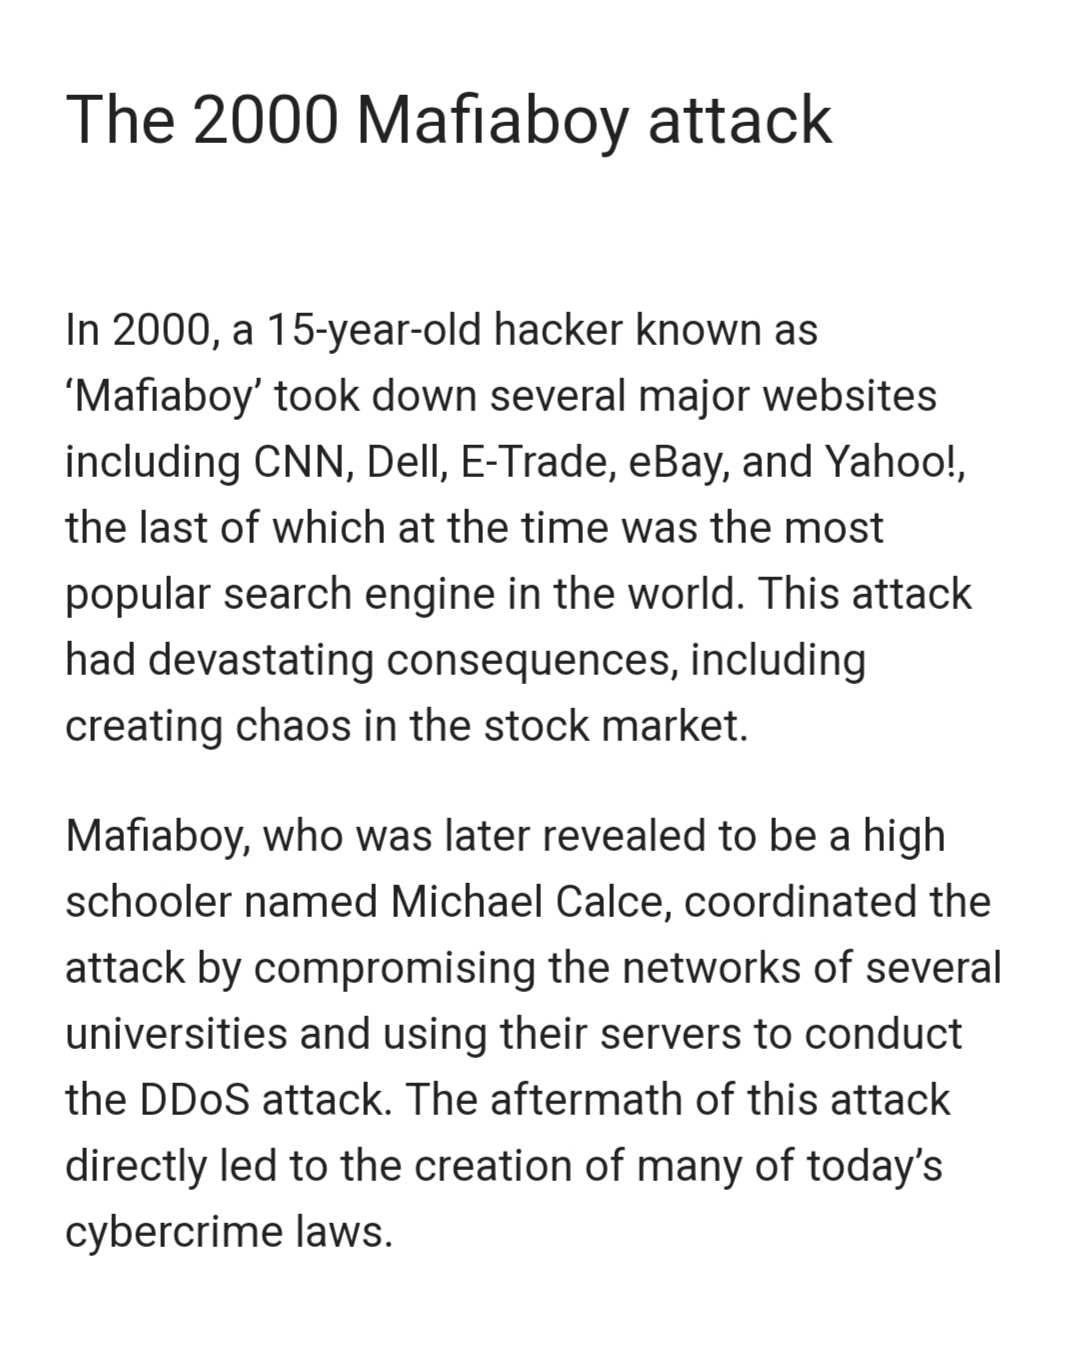 The 2000 Mafiaboy attack
In 2000, a 15-year-old hacker known as
‘Mafiaboy’ took down several major websites
including CNN, Dell, E-Trade, eBay, and Yahoo!,
the last of which at the time was the most
popular search engine in the world. This attack
had devastating consequences, including
creating chaos in the stock market.
Mafiaboy, who was later revealed to be a high
schooler named Michael Calce, coordinated the
attack by compromising the networks of several
universities and using their servers to conduct
the DDoS attack. The aftermath of this attack
directly led to the creation of many of today’s
cybercrime laws.